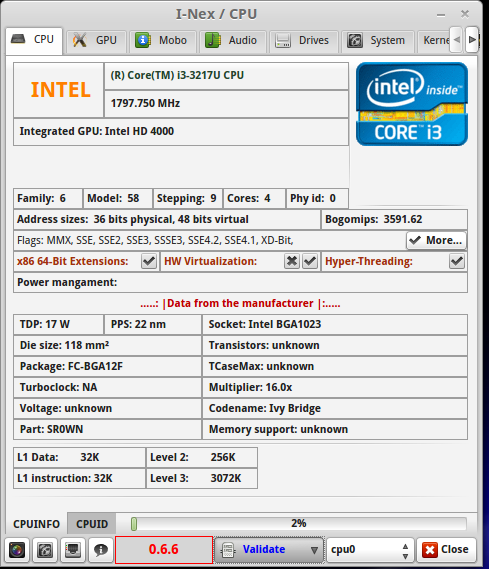 I-Nex / CPU
CPU GPU Mobo Audio Drives System Kerne
INTEL
(R) Core(TM) i3-3217U CPU
1797.750 MHz
Integrated GPU: Intel HD 4000
intel inside™
CORE™ i3
Family: 6 Model: 58 Stepping: 9 Cores: 4 Phy id: 0
Address sizes: 36 bits physical, 48 bits virtual Bogomips: 3591.62
Flags: MMX, SSE, SSE2, SSE3, SSSE3, SSE4.2, SSE4.1, XD-Bit, More...
x86 64-Bit Extensions: HW Virtualization: Hyper-Threading:
Power mangament:
.....: |Data from the manufacturer |:.....
TDP: 17 W PPS: 22 nm Socket: Intel BGA1023
Die size: 118 mm² Transistors: unknown
Package: FC-BGA12F TCaseMax: unknown
Turboclock: NA Multiplier: 16.0x
Voltage: unknown Codename: Ivy Bridge
Part: SR0WN Memory support: unknown
L1 Data: 32K Level 2: 256K
L1 instruction: 32K Level 3: 3072K
CPUINFO CPUID 2%
0.6.6 Validate cpu0 Close